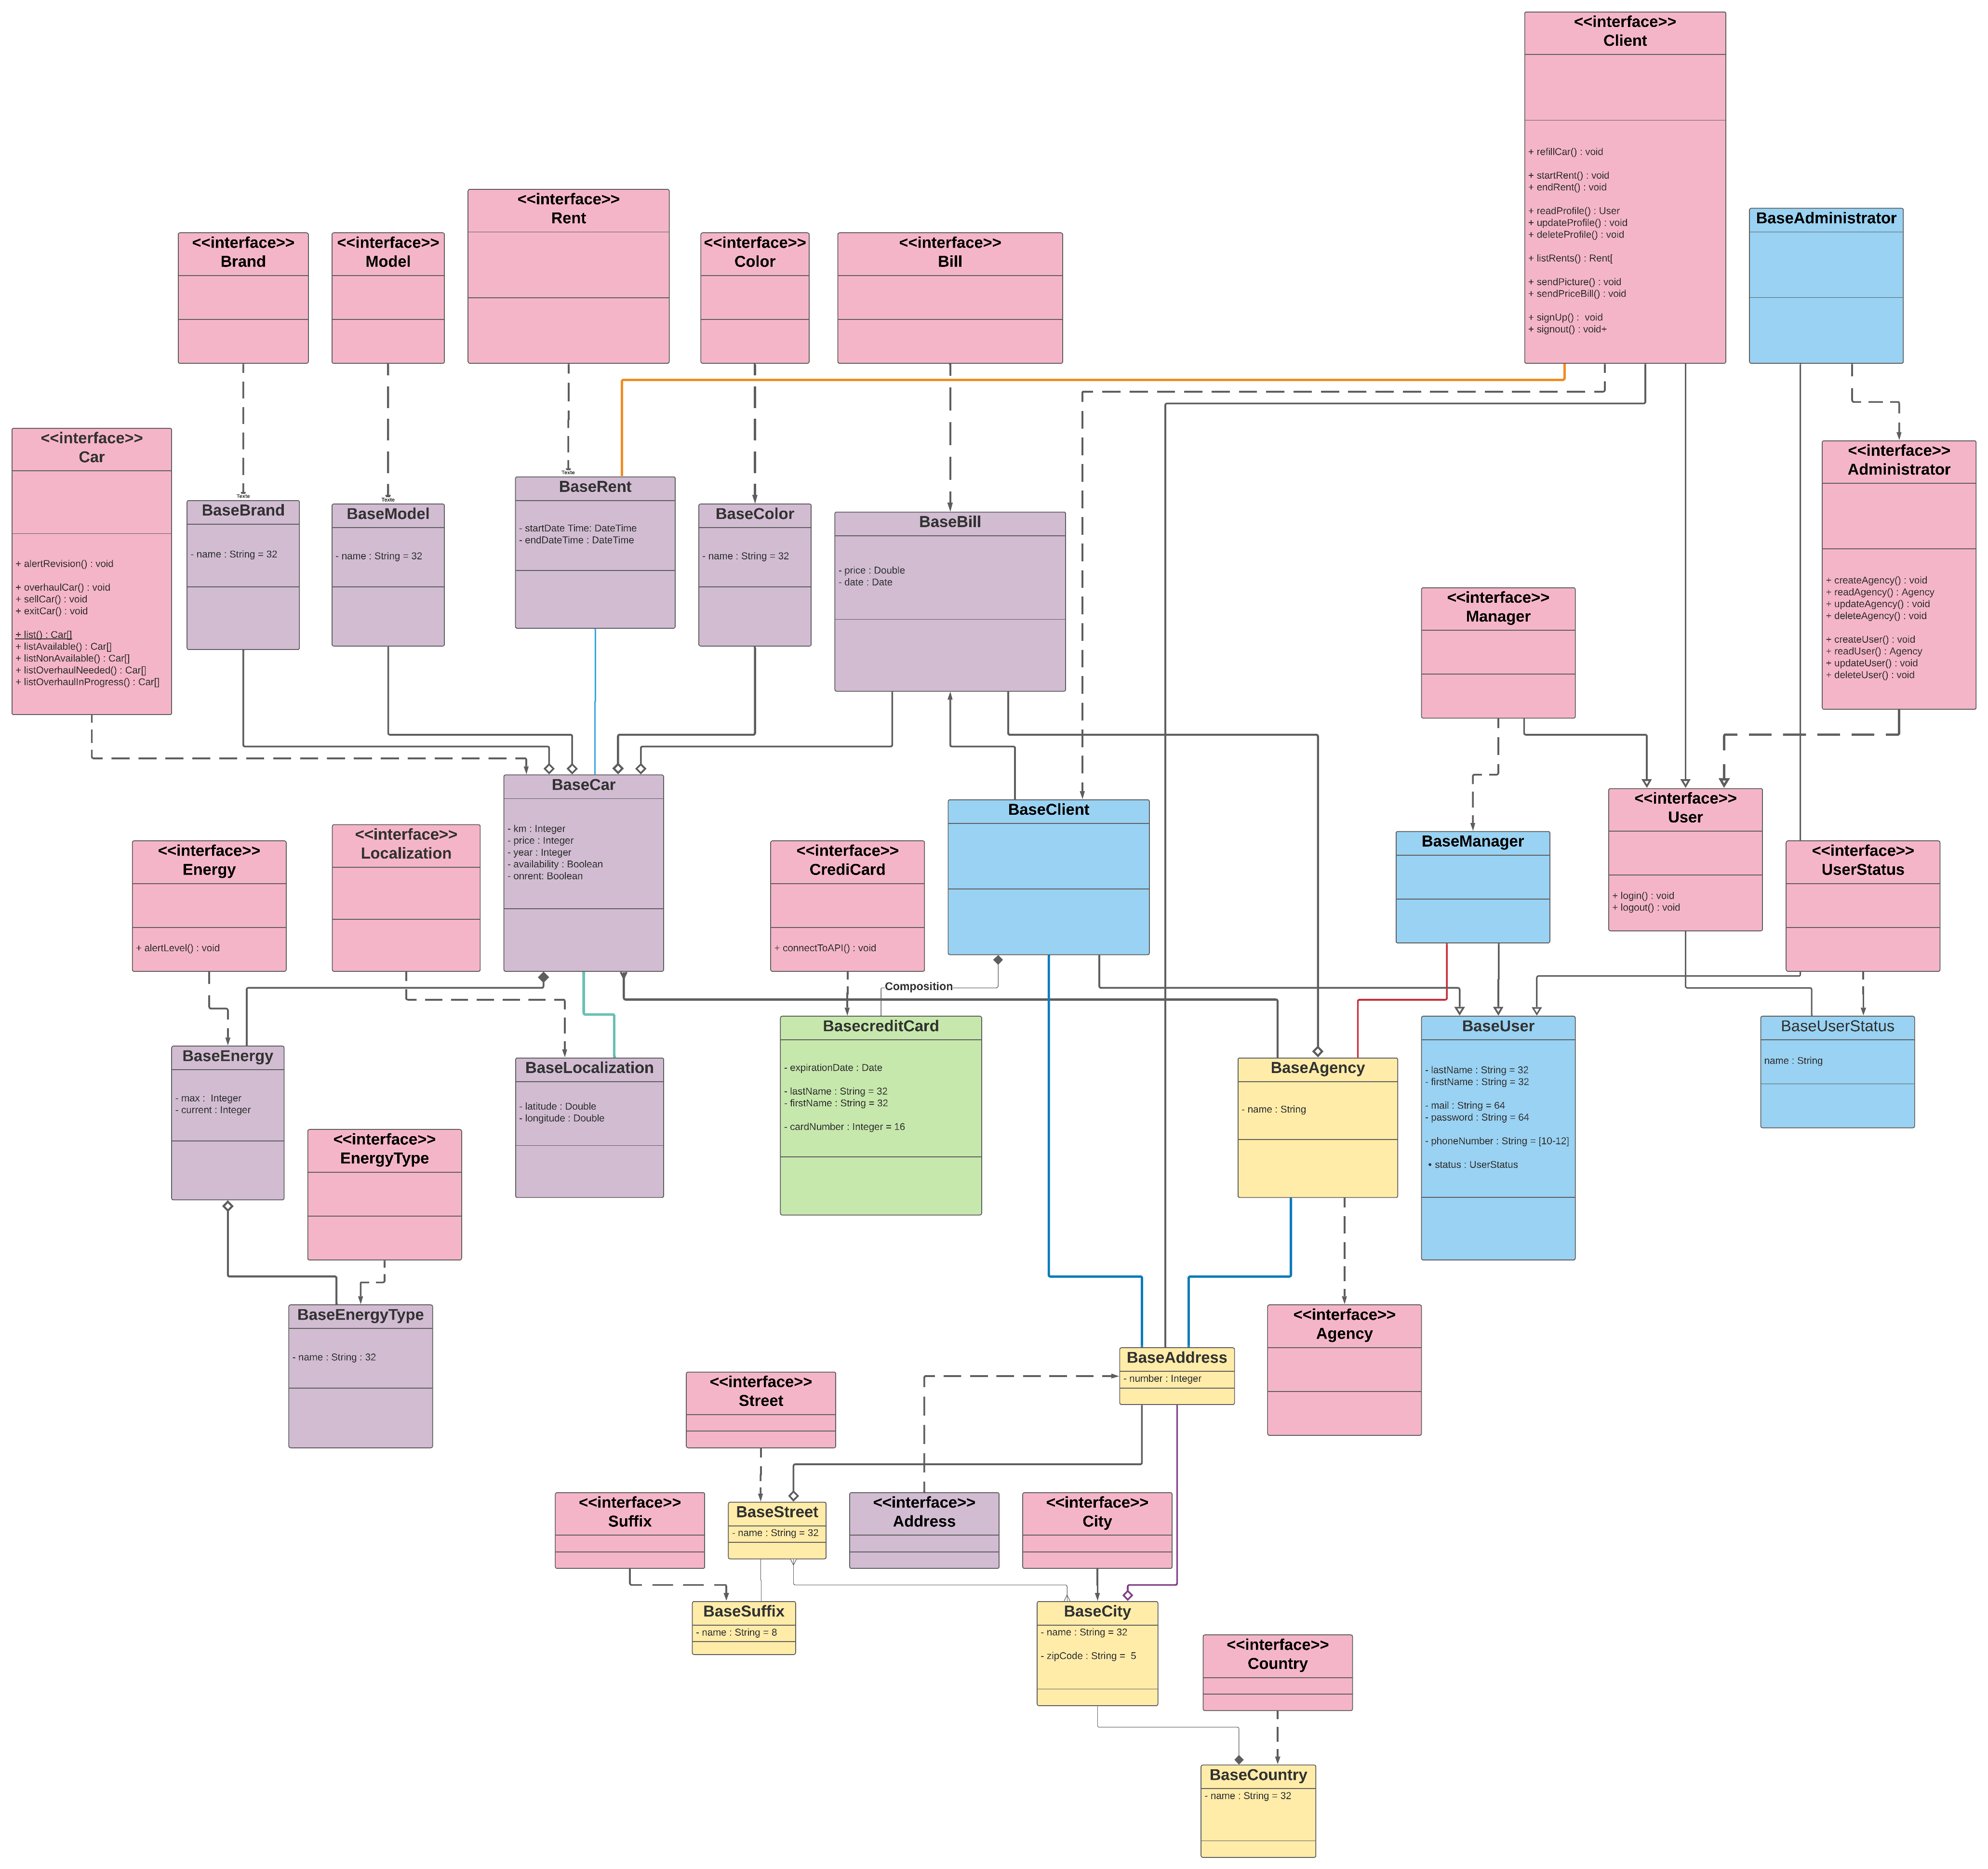 <<interface>>
Client
+ refillCar() : void
+ startRent() : void
+ endRent() : void
+ readProfile() : User
+ updateProfile() : void
+ deleteProfile() : void
+ listRents() : Rent[
+ sendPicture() : void
+ sendPriceBill() : void
+ signUp() :  void
+ signout() : void+
<<interface>>
Rent
BaseAdministrator
<<interface>>
Brand
<<interface>>
Model
<<interface>>
Color
<<interface>>
Bill
<<interface>>
Car
+ alertRevision() : void
+ overhaulCar() : void
+ sellCar() : void
+ exitCar() : void
+ list() : Car[]
+ listAvailable() : Car[]
+ listNonAvailable() : Car[]
+ listOverhaulNeeded() : Car[]
+ listOverhaulInProgress() : Car[]
Texte
BaseBrand
- name : String = 32
Texte
BaseModel
- name : String = 32
Texte
BaseRent
- startDate Time: DateTime
- endDateTime : DateTime
BaseColor
- name : String = 32
BaseBill
- price : Double
- date : Date
<<interface>>
Administrator
+ createAgency() : void
+ readAgency() : Agency
+ updateAgency() : void
+ deleteAgency() : void
+ createUser() : void
+ readUser() : Agency
+ updateUser() : void
+ deleteUser() : void
<<interface>>
Manager
BaseCar
- km : Integer
- price : Integer
- year : Integer
- availability : Boolean
- onrent: Boolean
BaseClient
<<interface>>
User
+ login() : void
+ logout() : void
BaseManager
<<interface>>
UserStatus
<<interface>>
Energy
+ alertLevel() : void
<<interface>>
Localization
<<interface>>
CrediCard
+ connectToAPI() : void
Composition
BaseEnergy
- max :  Integer
- current : Integer
BaseLocalization
- latitude : Double
- longitude : Double
BasecreditCard
- expirationDate : Date
- lastName : String = 32
- firstName : String = 32
- cardNumber : Integer = 16
BaseAgency
- name : String
BaseUser
- lastName : String = 32
- firstName : String = 32
- mail : String = 64
- password : String = 64
- phoneNumber : String = [10-12]
• status : UserStatus
BaseUserStatus
name : String
<<interface>>
EnergyType
BaseEnergyType
- name : String : 32
<<interface>>
Agency
BaseAddress
- number : Integer
<<interface>>
Street
<<interface>>
Suffix
BaseStreet
- name : String = 32
<<interface>>
Address
<<interface>>
City
BaseSuffix
- name : String = 8
BaseCity
- name : String = 32
- zipCode : String =  5
<<interface>>
Country
BaseCountry
- name : String = 32